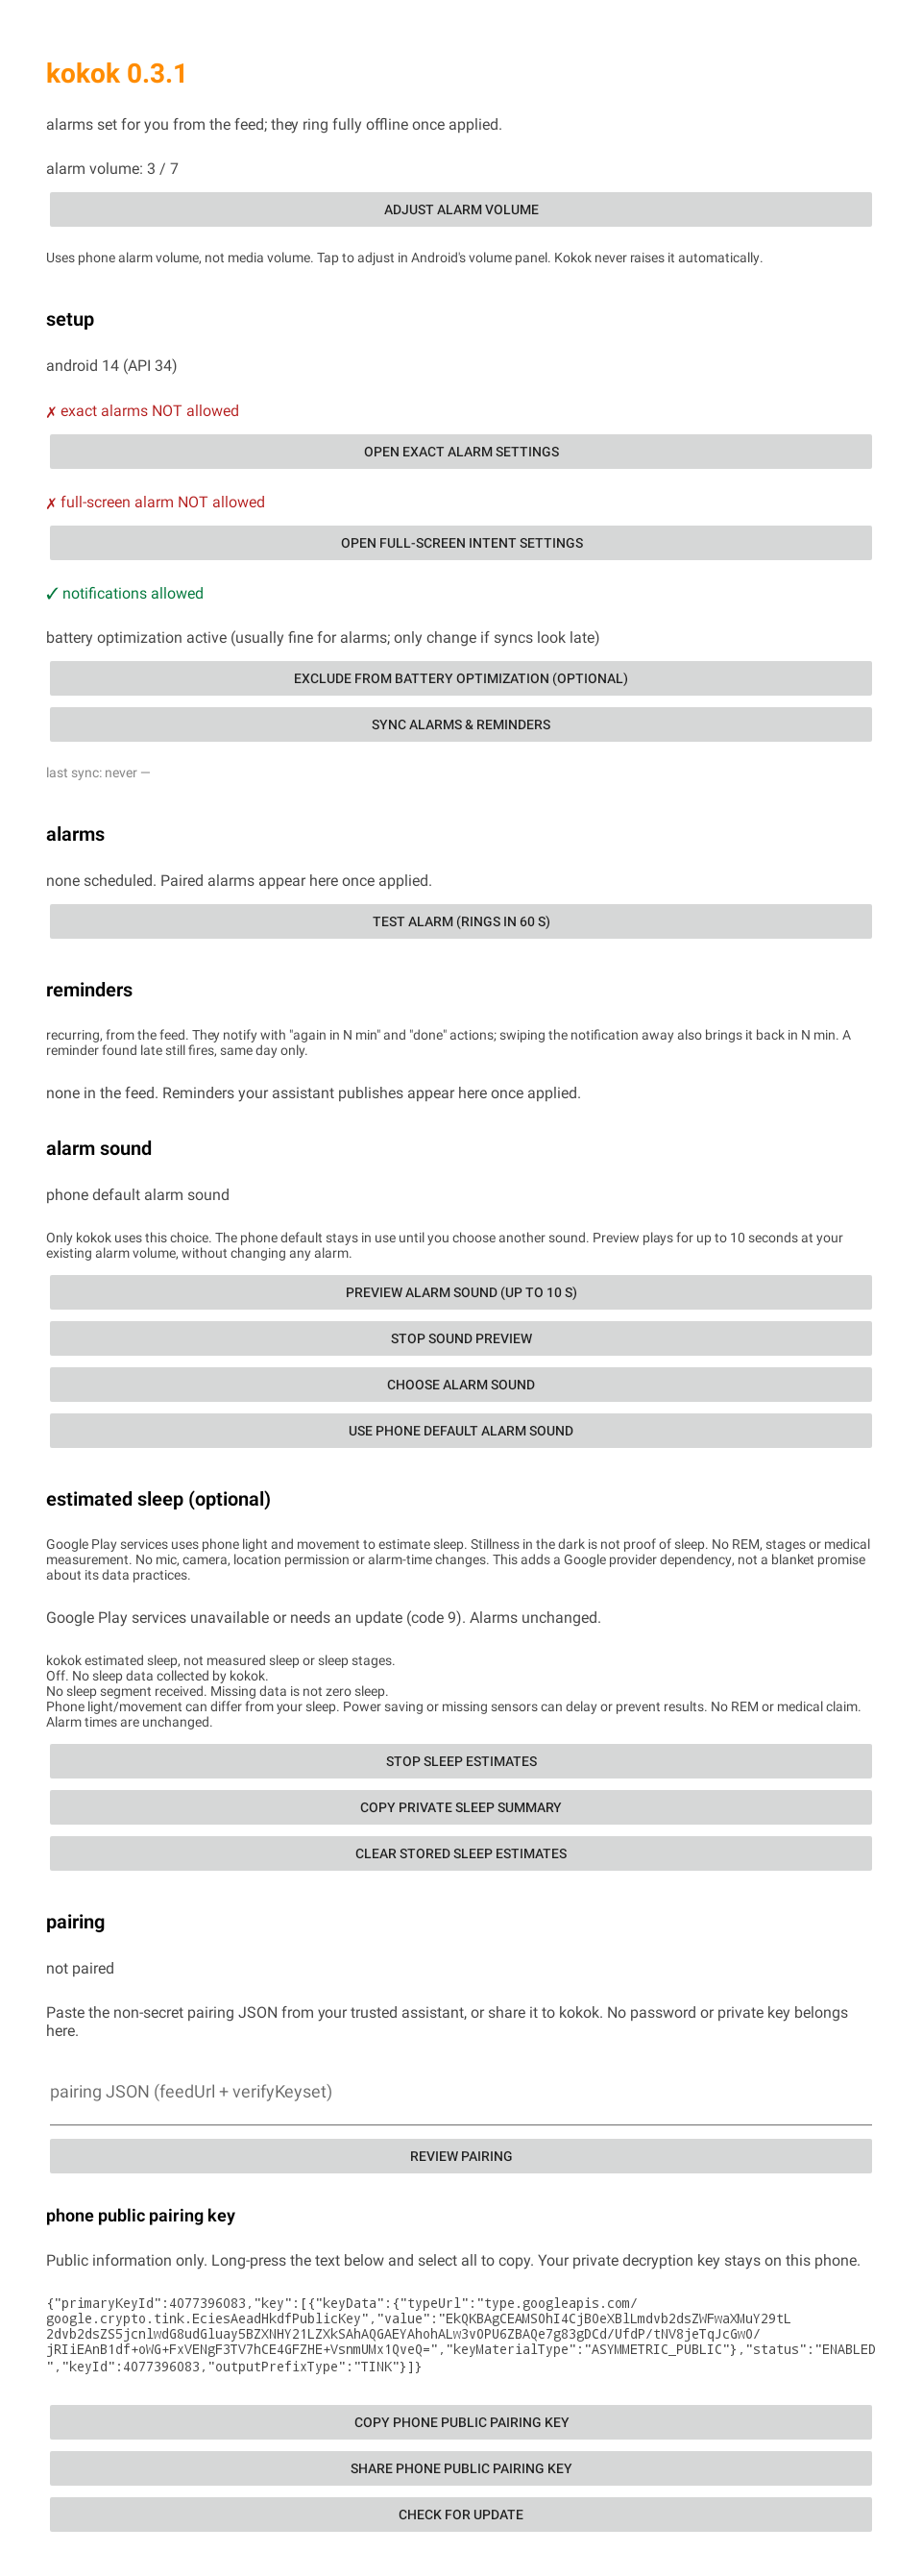 kokok 0.3.1
alarms set for you from the feed; they ring fully offline once applied.
alarm volume: 3 / 7
ADJUST ALARM VOLUME
Uses phone alarm volume, not media volume. Tap to adjust in Android's volume panel. Kokok never raises it automatically.
setup
android 14 (API 34)
✗ exact alarms NOT allowed
OPEN EXACT ALARM SETTINGS
✗ full-screen alarm NOT allowed
OPEN FULL-SCREEN INTENT SETTINGS
✓ notifications allowed
battery optimization active (usually fine for alarms; only change if syncs look late)
EXCLUDE FROM BATTERY OPTIMIZATION (OPTIONAL)
SYNC ALARMS & REMINDERS
last sync: never —
alarms
none scheduled. Paired alarms appear here once applied.
TEST ALARM (RINGS IN 60 S)
reminders
recurring, from the feed. They notify with "again in N min" and "done" actions; swiping the notification away also brings it back in N min. A
reminder found late still fires, same day only.
none in the feed. Reminders your assistant publishes appear here once applied.
alarm sound
phone default alarm sound
Only kokok uses this choice. The phone default stays in use until you choose another sound. Preview plays for up to 10 seconds at your
existing alarm volume, without changing any alarm.
PREVIEW ALARM SOUND (UP TO 10 S)
STOP SOUND PREVIEW
CHOOSE ALARM SOUND
USE PHONE DEFAULT ALARM SOUND
estimated sleep (optional)
Google Play services uses phone light and movement to estimate sleep. Stillness in the dark is not proof of sleep. No REM, stages or medical
measurement. No mic, camera, location permission or alarm-time changes. This adds a Google provider dependency, not a blanket promise
about its data practices.
Google Play services unavailable or needs an update (code 9). Alarms unchanged.
kokok estimated sleep, not measured sleep or sleep stages.
Off. No sleep data collected by kokok.
No sleep segment received. Missing data is not zero sleep.
Phone light/movement can differ from your sleep. Power saving or missing sensors can delay or prevent results. No REM or medical claim.
Alarm times are unchanged.
STOP SLEEP ESTIMATES
COPY PRIVATE SLEEP SUMMARY
CLEAR STORED SLEEP ESTIMATES
pairing
not paired
Paste the non-secret pairing JSON from your trusted assistant, or share it to kokok. No password or private key belongs
here.
pairing JSON (feedUrl + verifyKeyset)
REVIEW PAIRING
phone public pairing key
Public information only. Long-press the text below and select all to copy. Your private decryption key stays on this phone.
{"primaryKeyId":4077396083,"key":[{"keyData":{"typeUrl":"type.googleapis.com/
google.crypto.tink.EciesAeadHkdfPublicKey","value":"EkQKBAgCEAMSOhI4CjB0eXBlLmdvb2dsZWFwaXMuY29tL
2dvb2dsZS5jcnlwdG8udGluay5BZXNHY21LZXkSAhAQGAEYAhohALw3vOPU6ZBAQe7g83gDCd/UfdP/tNV8jeTqJcGwO/
jRIiEAnB1df+oWG+FxVENgF3TV7hCE4GFZHE+VsnmUMx1QveQ=","keyMaterialType":"ASYMMETRIC_PUBLIC"},"status":"ENABLED
","keyId":4077396083,"outputPrefixType":"TINK"}]}
COPY PHONE PUBLIC PAIRING KEY
SHARE PHONE PUBLIC PAIRING KEY
CHECK FOR UPDATE